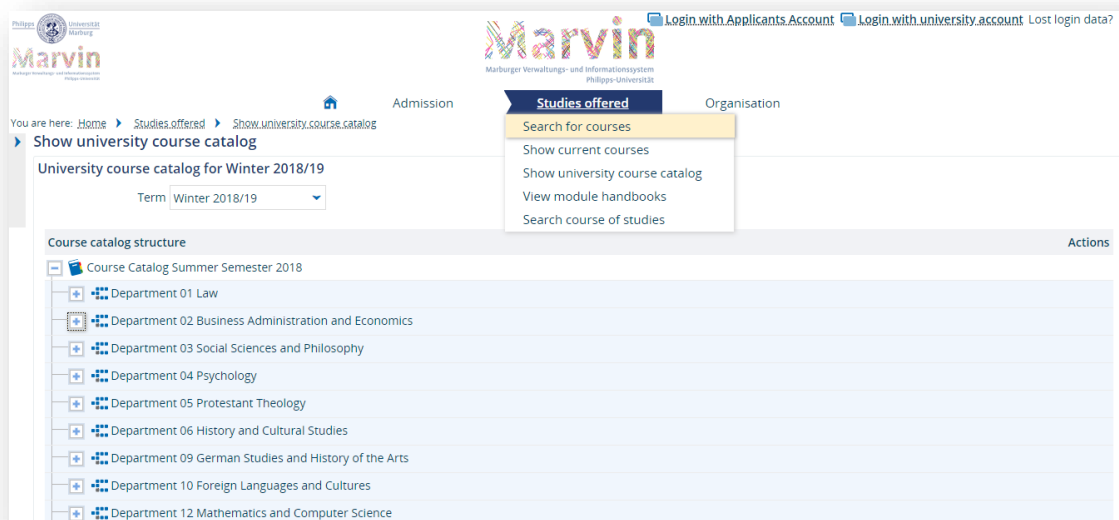 Philipps Universität Marburg
Marvin
Marburger Verwaltungs- und Informationssystem
Philipps-Universität
Marvin
Marburger Verwaltungs- und Informationssystem
Philipps-Universität
Login with Applicants Account Login with university account Lost login data?
Admission Studies offered Organisation
Search for courses
Show current courses
Show university course catalog
View module handbooks
Search course of studies
You are here: Home Studies offered Show university course catalog
Show university course catalog
University course catalog for Winter 2018/19
Term Winter 2018/19
Course catalog structure Actions
Course Catalog Summer Semester 2018
Department 01 Law
Department 02 Business Administration and Economics
Department 03 Social Sciences and Philosophy
Department 04 Psychology
Department 05 Protestant Theology
Department 06 History and Cultural Studies
Department 09 German Studies and History of the Arts
Department 10 Foreign Languages and Cultures
Department 12 Mathematics and Computer Science